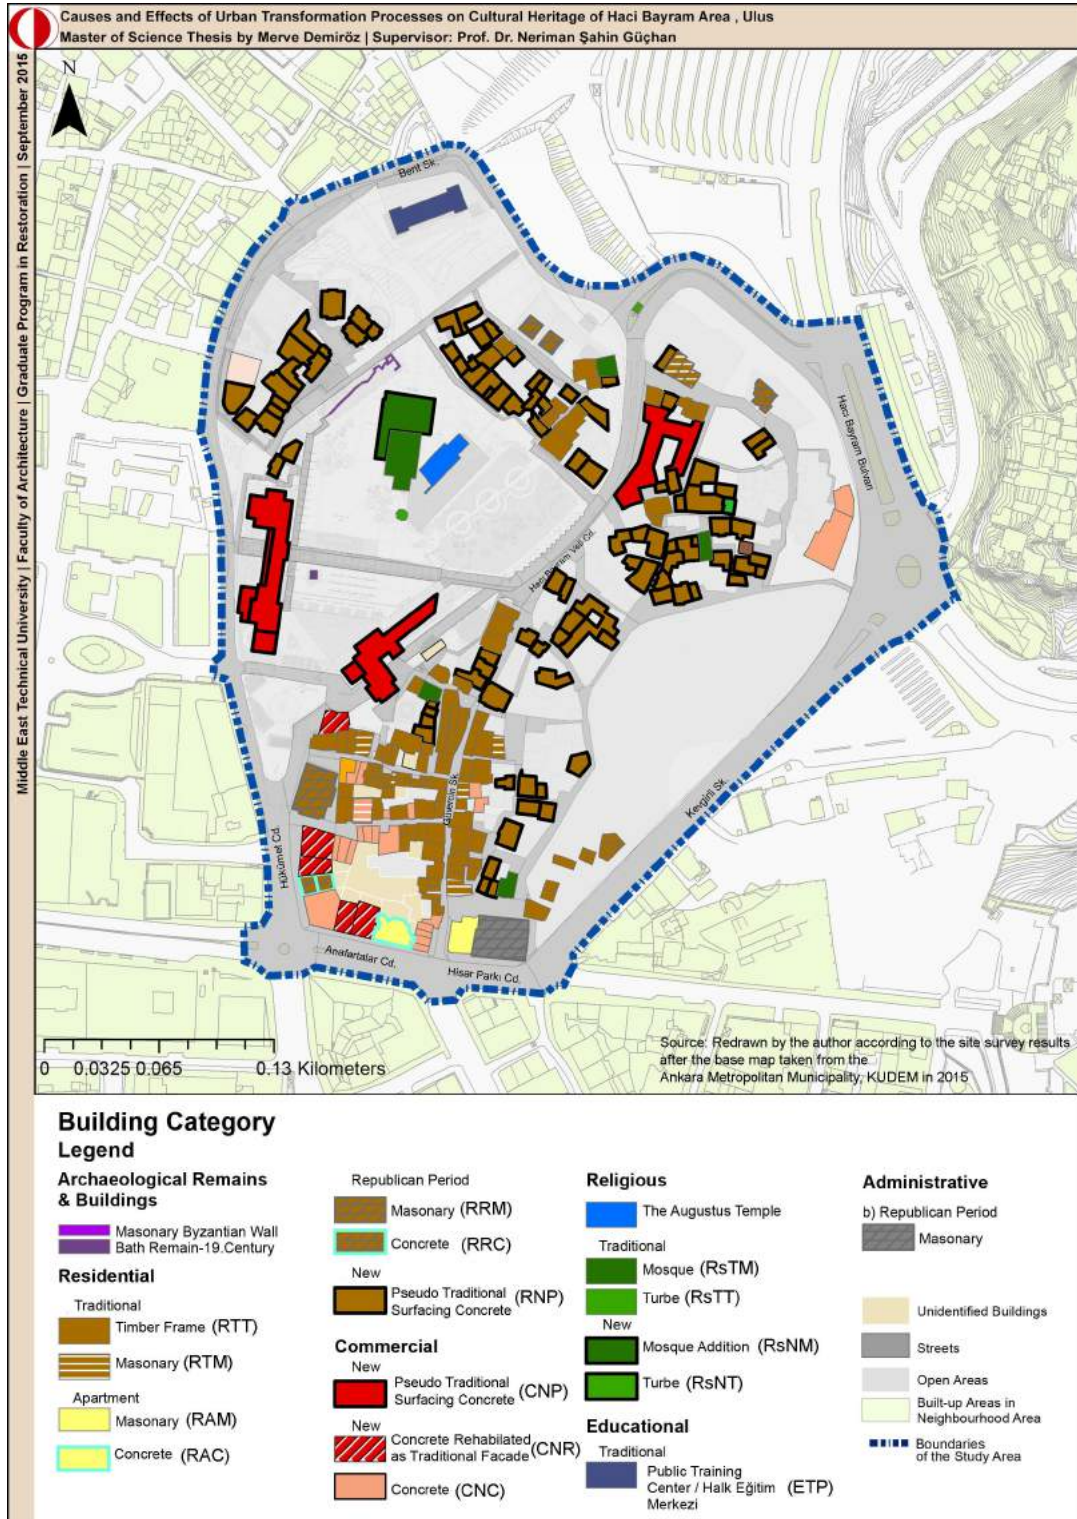 Causes and Effects of Urban Transformation Processes on Cultural Heritage of Haci Bayram Area , Ulus
Master of Science Thesis by Merve Demiröz | Supervisor: Prof. Dr. Neriman Şahin Güçhan
Middle East Technical University | Faculty of Architecture | Graduate Program in Restoration | September 2015
N
Bent Sk.
Haci Bayram Bulvarı
Haci Bayram Veli Cd.
Güvercin Sk.
Kevgirli Sk.
Hükümet Cd.
Anafartalar Cd.
Hisar Parkı Cd.
0 0.0325 0.065 0.13 Kilometers
Source: Redrawn by the author according to the site survey results
after the base map taken from the
Ankara Metropolitan Municipality, KUDEM in 2015
Building Category
Legend
Archaeological Remains
& Buildings
Masonary Byzantian Wall
Bath Remain-19.Century
Residential
Traditional
Timber Frame (RTT)
Masonary (RTM)
Apartment
Masonary (RAM)
Concrete (RAC)
Republican Period
Masonary (RRM)
Concrete (RRC)
New
Pseudo Traditional
Surfacing Concrete (RNP)
Commercial
New
Pseudo Traditional
Surfacing Concrete (CNP)
New
Concrete Rehabilated
as Traditional Facade (CNR)
Concrete (CNC)
Religious
The Augustus Temple
Traditional
Mosque (RsTM)
Turbe (RsTT)
New
Mosque Addition (RsNM)
Turbe (RsNT)
Educational
Traditional
Public Training
Center / Halk Eğitim (ETP)
Merkezi
Administrative
b) Republican Period
Masonary
Unidentified Buildings
Streets
Open Areas
Built-up Areas in
Neighbourhood Area
Boundaries
of the Study Area